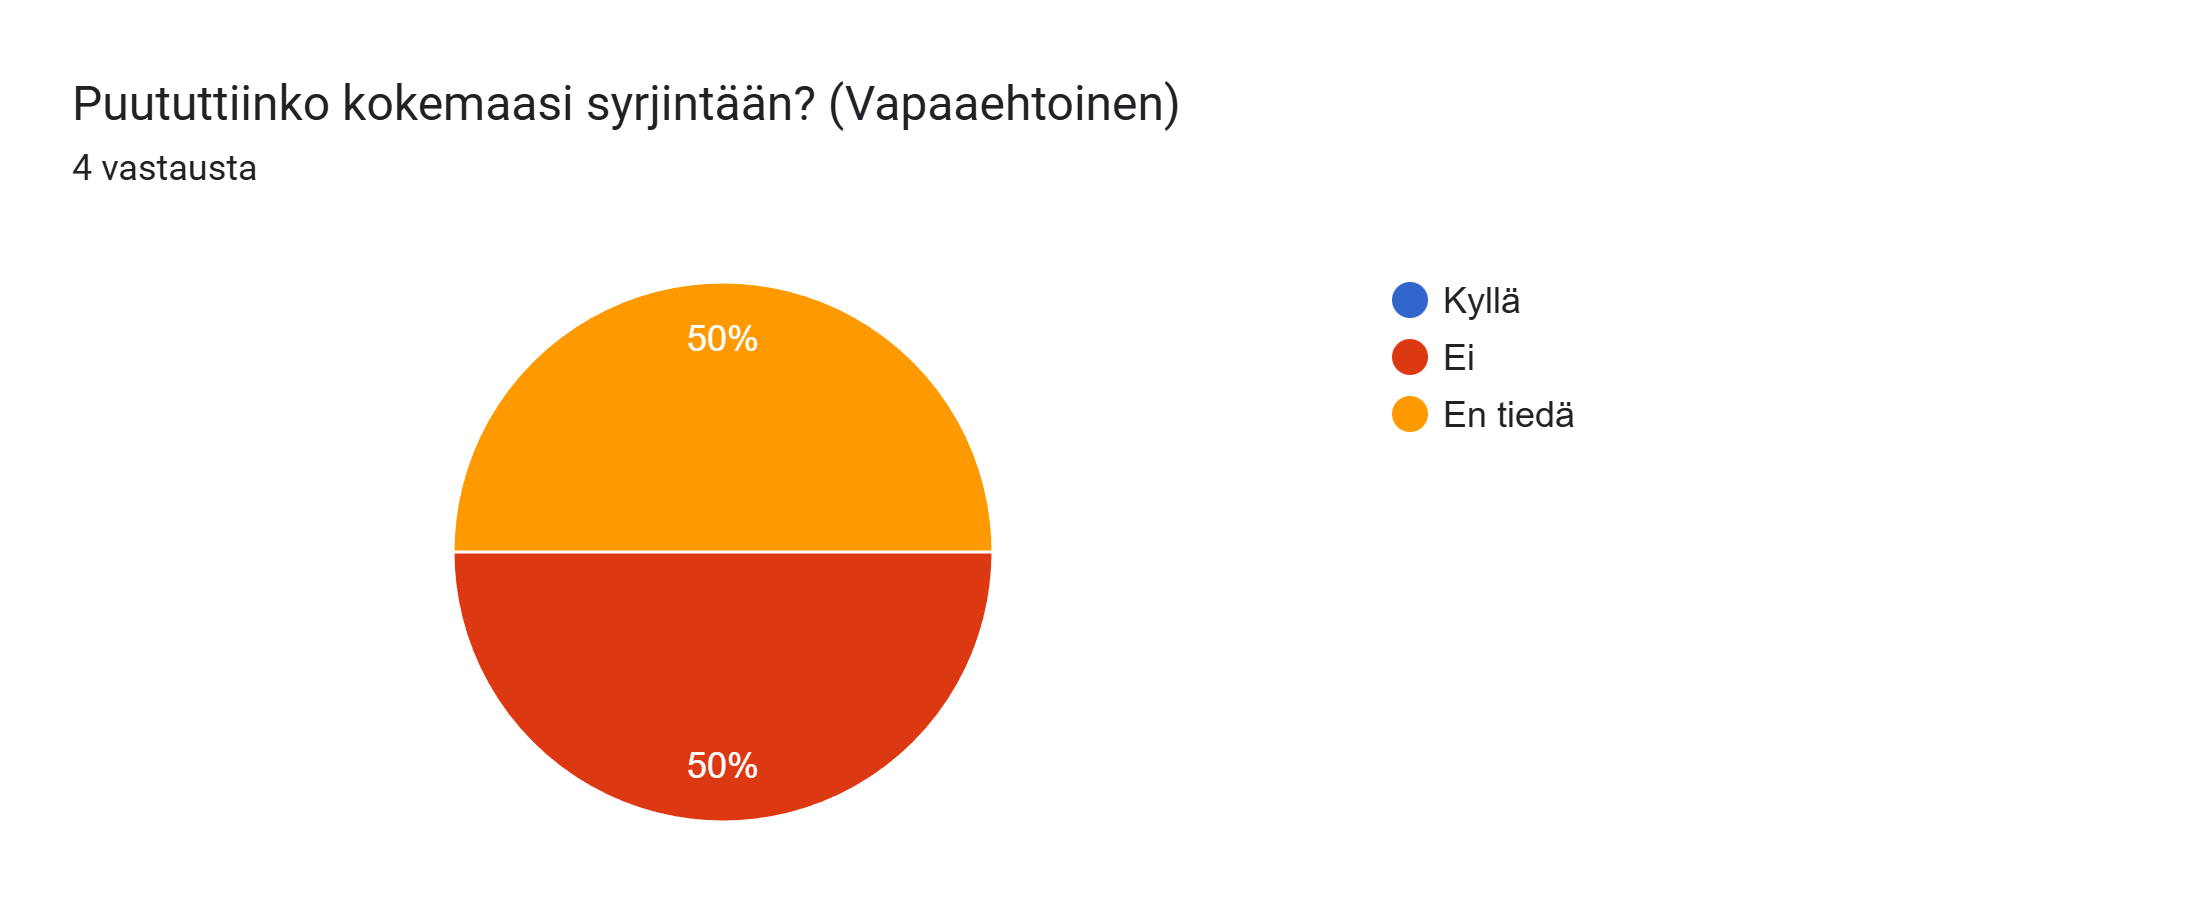 Puututtiinko kokemaasi syrjintään? (Vapaaehtoinen)
4 vastausta
50%
50%
Kyllä
Ei
En tiedä